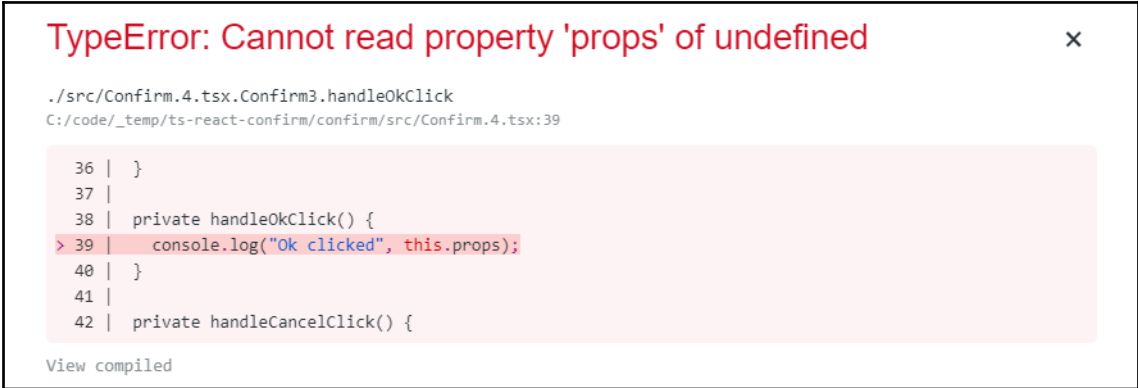 TypeError: Cannot read property 'props' of undefined ×
./src/Confirm.4.tsx.Confirm3.handleOkClick
C:/code/_temp/ts-react-confirm/confirm/src/Confirm.4.tsx:39
36 | }
37 |
38 | private handleOkClick() {
> 39 | console.log("Ok clicked", this.props);
40 | }
41 |
42 | private handleCancelClick() {
View compiled